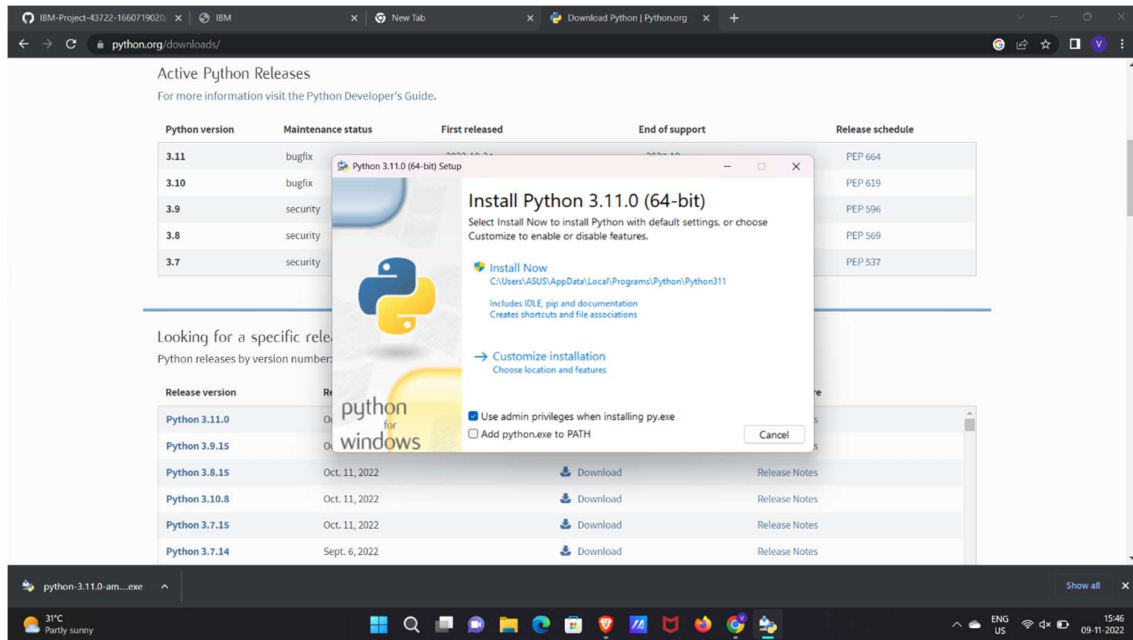 IBM-Project-43722-1660719020
IBM
New Tab
Download Python | Python.org
python.org/downloads/
Active Python Releases
For more information visit the Python Developer's Guide.
Python version Maintenance status First released End of support Release schedule
3.11 bugfix PEP 664
3.10 bugfix PEP 619
3.9 security PEP 596
3.8 security PEP 569
3.7 security PEP 537
Looking for a specific
Python releases by version number:
Release version
Python 3.11.0
Python 3.9.15
Python 3.8.15 Oct. 11, 2022 Download Release Notes
Python 3.10.8 Oct. 11, 2022 Download Release Notes
Python 3.7.15 Oct. 11, 2022 Download Release Notes
Python 3.7.14 Sept. 6, 2022 Download Release Notes
Python 3.11.0 (64-bit) Setup
Install Python 3.11.0 (64-bit)
Select Install Now to install Python with default settings, or choose
Customize to enable or disable features.
Install Now
C:\Users\ASUS\AppData\Local\Programs\Python\Python311
Includes IDLE, pip and documentation
Creates shortcuts and file associations
Customize installation
Choose location and features
Use admin privileges when installing py.exe
Add python.exe to PATH
Cancel
python
for
windows
python-3.11.0-am....exe
Show all
31°C
Partly sunny
ENG
US
15:46
09-11-2022